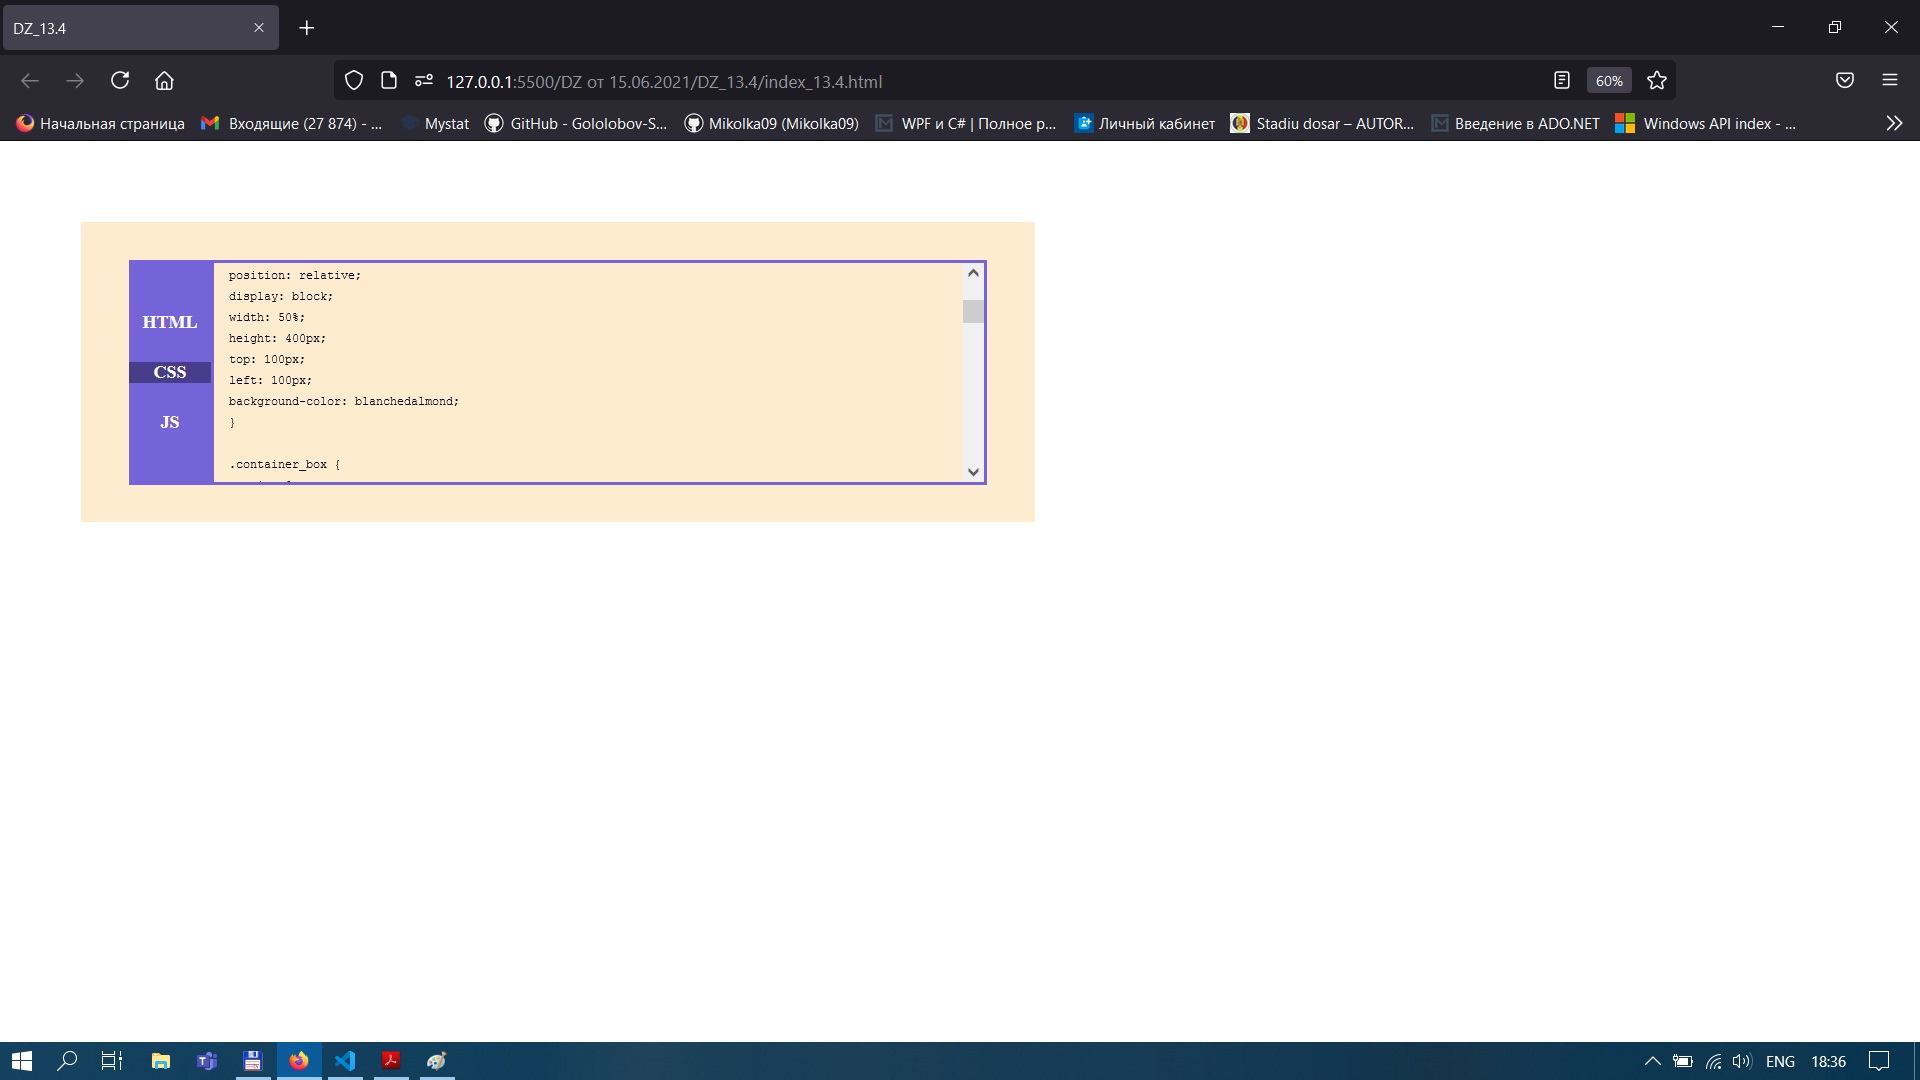 DZ_13.4
127.0.0.1:5500/DZ от 15.06.2021/DZ_13.4/index_13.4.html
60%
Начальная страница
Входящие (27 874) - ...
Mystat
GitHub - Gololobov-S...
Mikolka09 (Mikolka09)
WPF и C# | Полное р...
Личный кабинет
Stadiu dosar – AUTOR...
Введение в ADO.NET
Windows API index - ...
HTML
CSS
JS
position: relative;
display: block;
width: 50%;
height: 400px;
top: 100px;
left: 100px;
background-color: blanchedalmond;
}
.container_box {
ENG
18:36